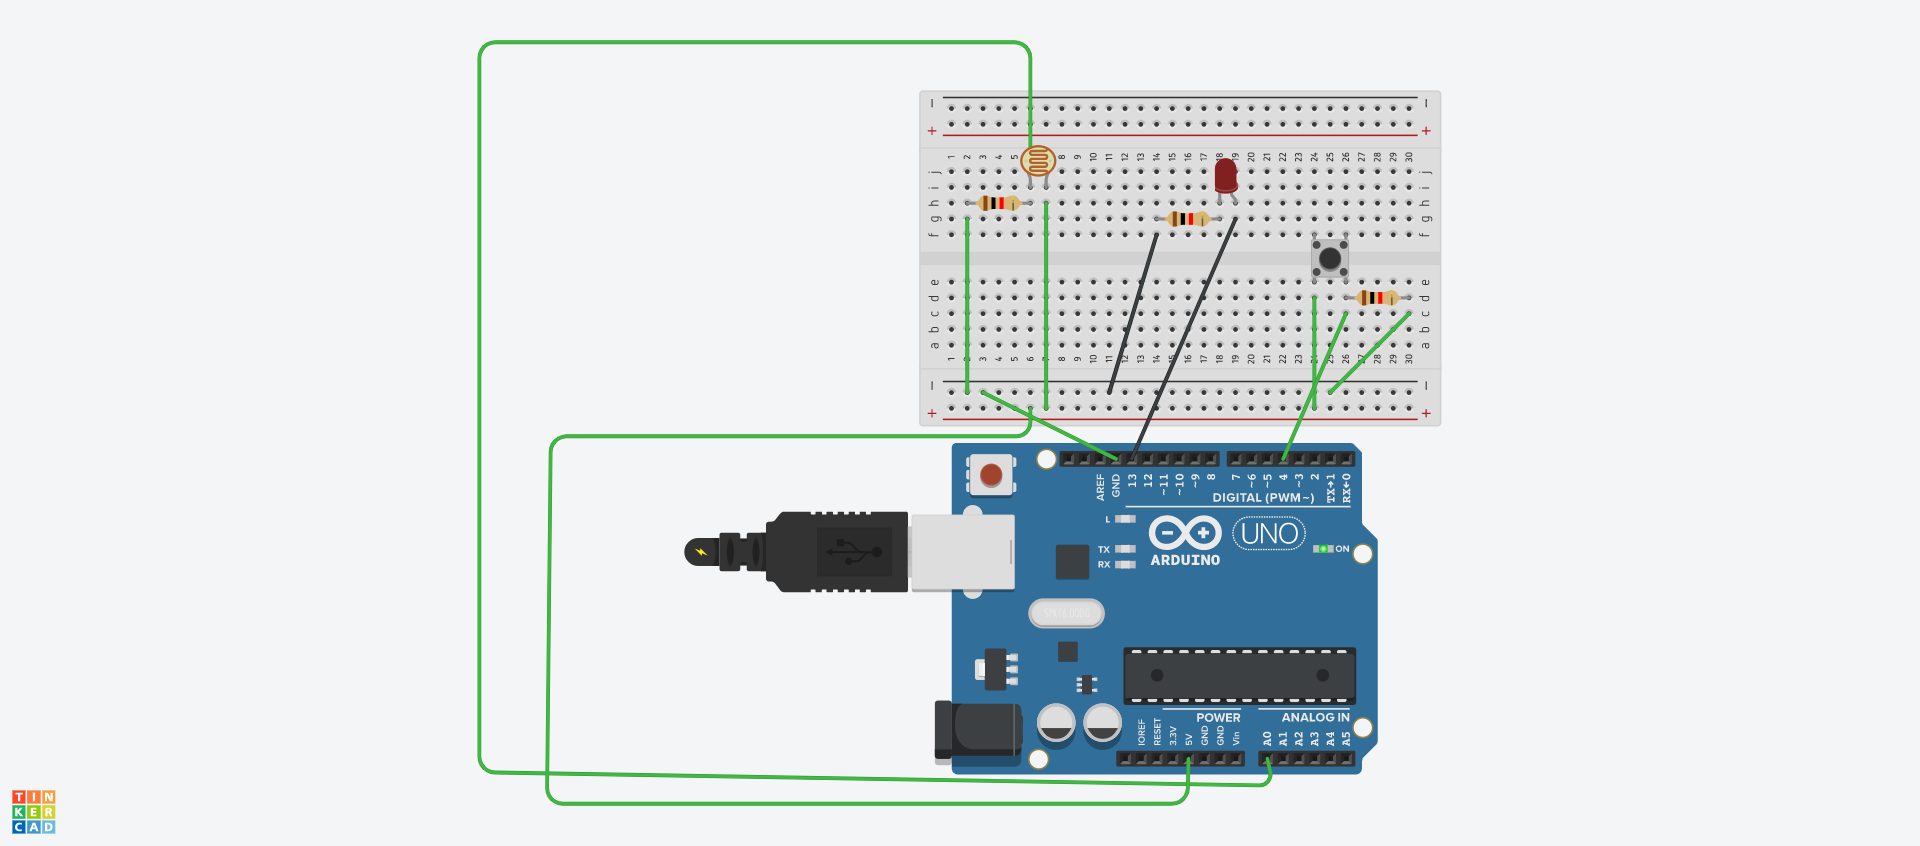 − −
+ +
1 2 3 4 5 8 9 10 11 12 13 14 15 16 17 18 19 20 21 22 23 24 25 26 27 28 29 30
j j
i i
h h
g g
f f
e e
d d
c c
b b
a a
1 3 4 5 6 8 9 10 11 12 13 14 15 16 17 18 19 20 21 22 23 24 25 26 27 28 29 30
− −
+ +
AREF GND 13 12 ~11 ~10 ~9 8 7 ~6 ~5 4 ~3 2 TX→1 RX←0
DIGITAL (PWM~)
L
TX
RX
UNO
ARDUINO
ON
SPK16.0000
POWER ANALOG IN
IOREF RESET 3.3V 5V GND GND Vin A0 A1 A2 A3 A4 A5
TIN
KER
CAD